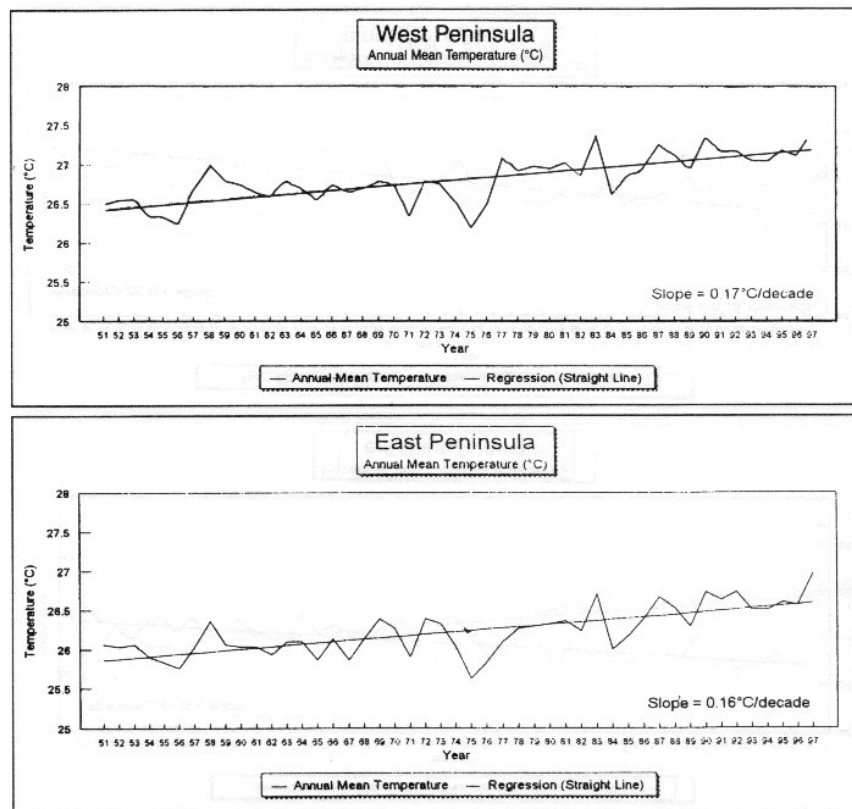 West Peninsula
Annual Mean Temperature (°C)
28
27.5
27
26.5
26
25.5
25
Temperature (°C)
Slope = 0.17°C/decade
51 52 53 54 55 56 57 58 59 60 61 62 63 64 65 66 67 68 69 70 71 72 73 74 75 76 77 78 79 80 81 82 83 84 85 86 87 88 89 90 91 92 93 94 95 96 97
Year
Annual Mean Temperature Regression (Straight Line)
East Peninsula
Annual Mean Temperature (°C)
28
27.5
27
26.5
26
25.5
25
Temperature (°C)
Slope = 0.16°C/decade
51 52 53 54 55 56 57 58 59 60 61 62 63 64 65 66 67 68 69 70 71 72 73 74 75 76 77 78 79 80 81 82 83 84 85 86 87 88 89 90 91 92 93 94 95 96 97
Year
Annual Mean Temperature Regression (Straight Line)